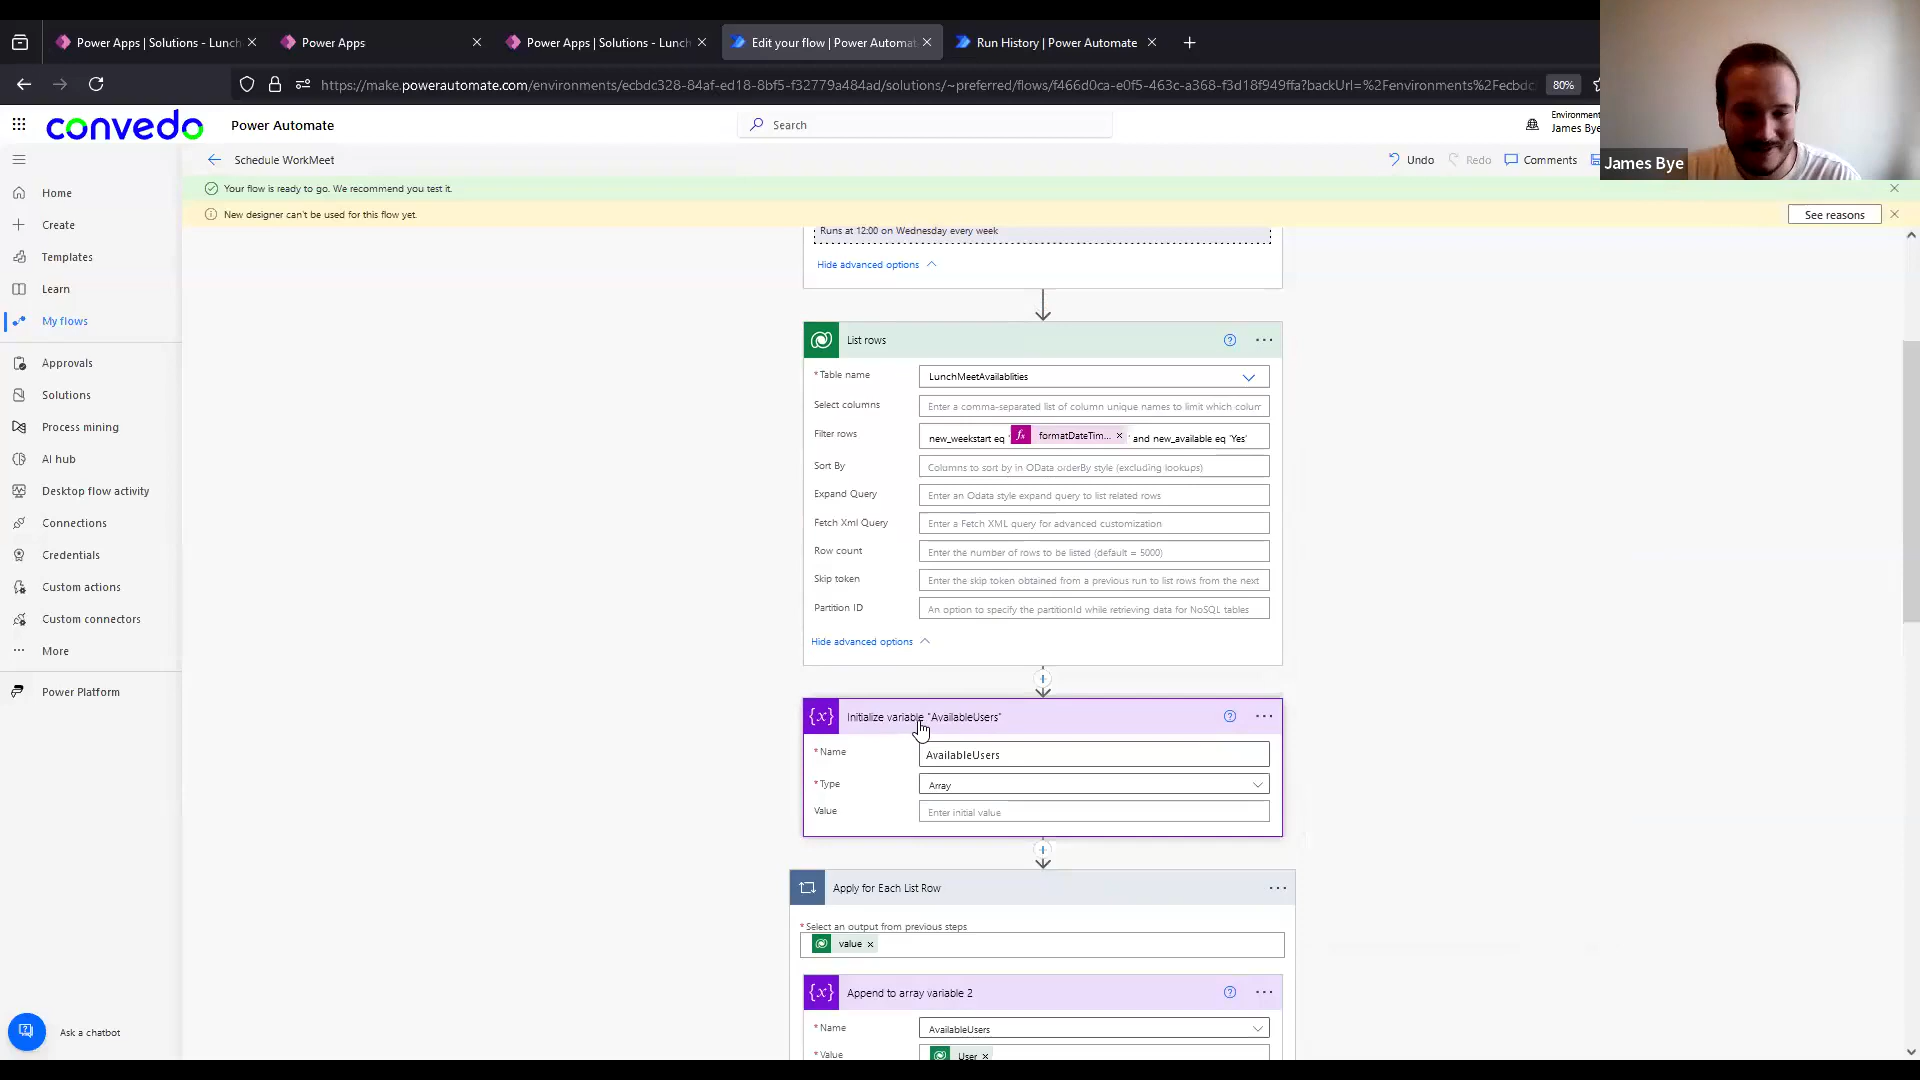 Power Apps | Solutions - Lunch
Power Apps
Power Apps | Solutions - Lunch
Edit your flow | Power Automat
Run History | Power Automate
https://make.powerautomate.com/environments/ecbdc328-84af-ed18-8bf5-f32779a484ad/solutions/~preferred/flows/f466d0ca-e0f5-463c-a368-f3d18f949ffa?backUrl=%2Fenvironments%2Fecbdc
80%
convedo
Power Automate
Search
Environment
James Bye
James Bye
Schedule WorkMeet
Undo
Redo
Comments
Your flow is ready to go. We recommend you test it.
New designer can't be used for this flow yet.
See reasons
Home
Create
Templates
Learn
My flows
Approvals
Solutions
Process mining
AI hub
Desktop flow activity
Connections
Credentials
Custom actions
Custom connectors
More
Power Platform
Ask a chatbot
Runs at 12:00 on Wednesday every week
Hide advanced options
List rows
* Table name
LunchMeetAvailablities
Select columns
Enter a comma-separated list of column unique names to limit which colum
Filter rows
new_weekstart eq ' fx formatDateTim... × ' and new_available eq 'Yes'
Sort By
Columns to sort by in OData orderBy style (excluding lookups)
Expand Query
Enter an Odata style expand query to list related rows
Fetch Xml Query
Enter a Fetch XML query for advanced customization
Row count
Enter the number of rows to be listed (default = 5000)
Skip token
Enter the skip token obtained from a previous run to list rows from the next
Partition ID
An option to specify the partitionId while retrieving data for NoSQL tables
Hide advanced options
{x} Initialize variable "AvailableUsers"
* Name
AvailableUsers
* Type
Array
Value
Enter initial value
Apply for Each List Row
* Select an output from previous steps
value ×
{x} Append to array variable 2
* Name
AvailableUsers
* Value
User ×